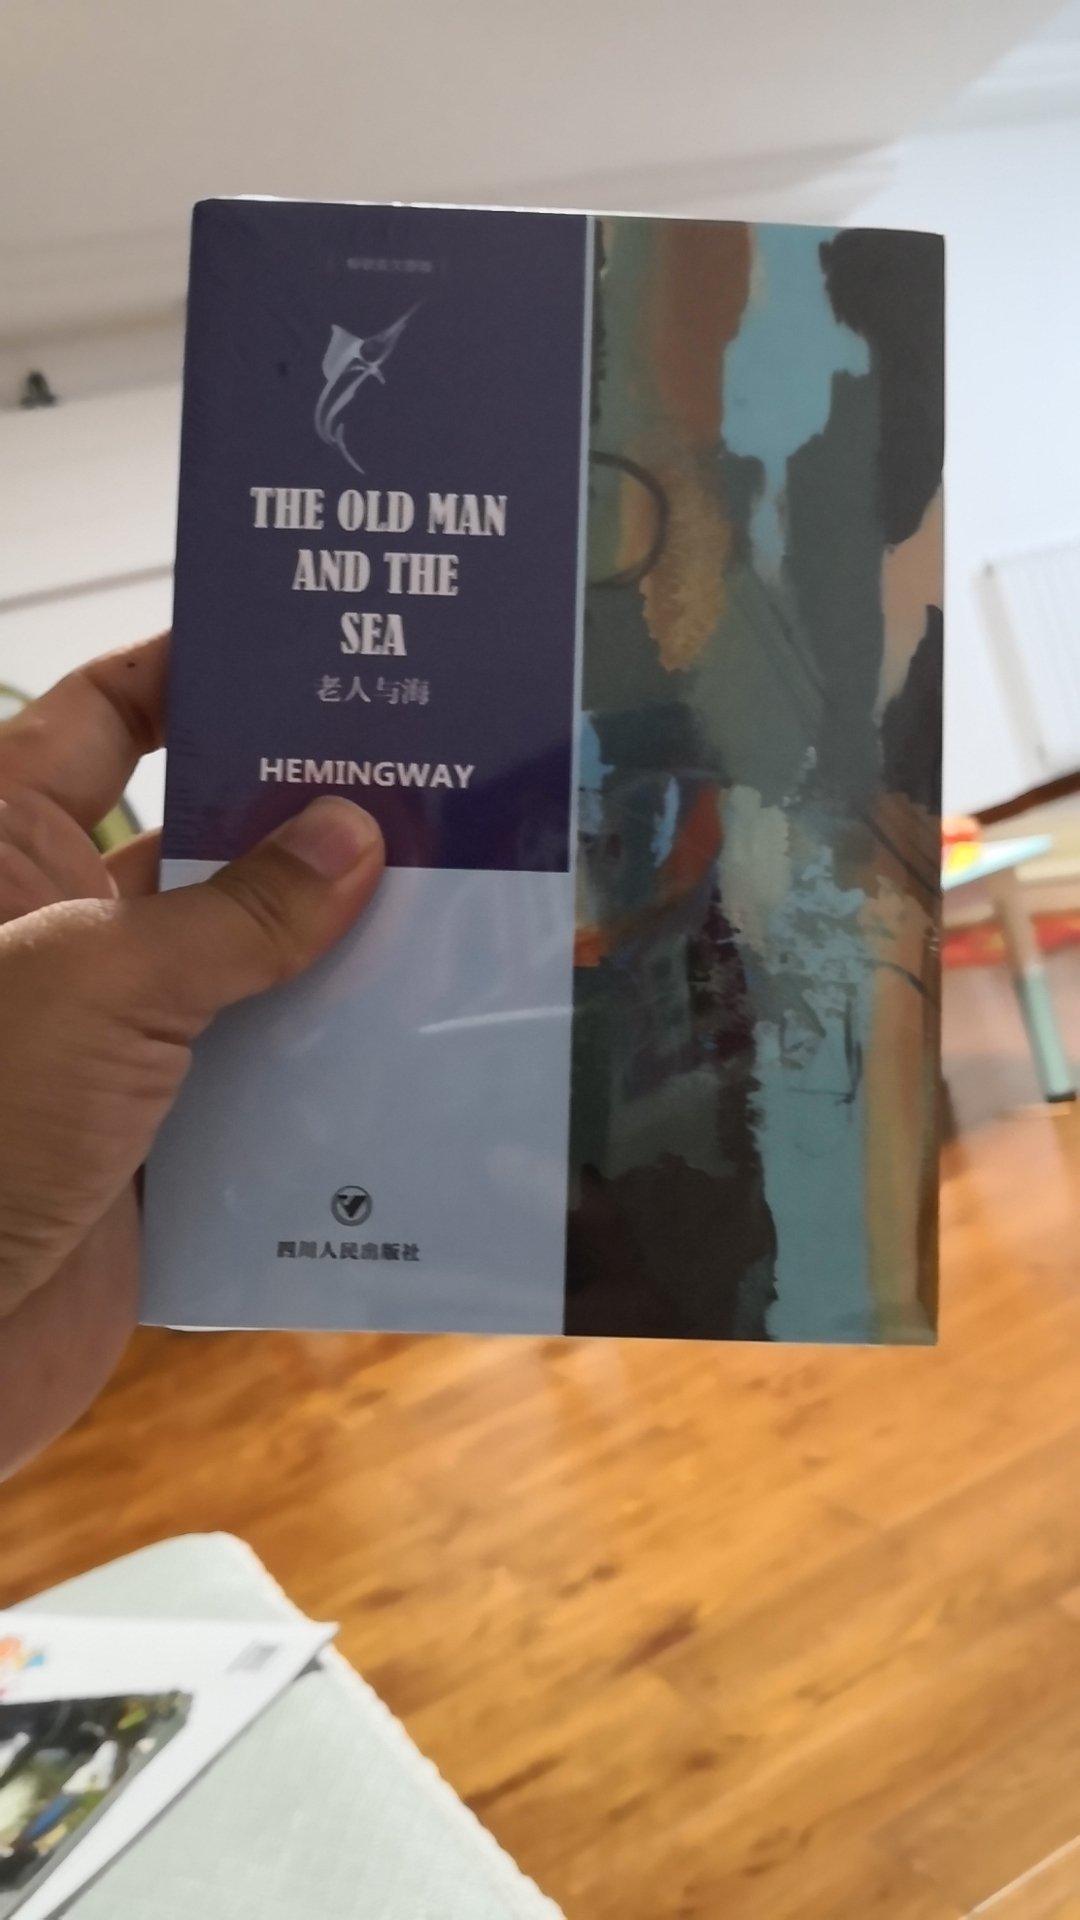 THE OLD MAN
AND THE
SEA
老人与海
HEMINGWAY
四川人民出版社